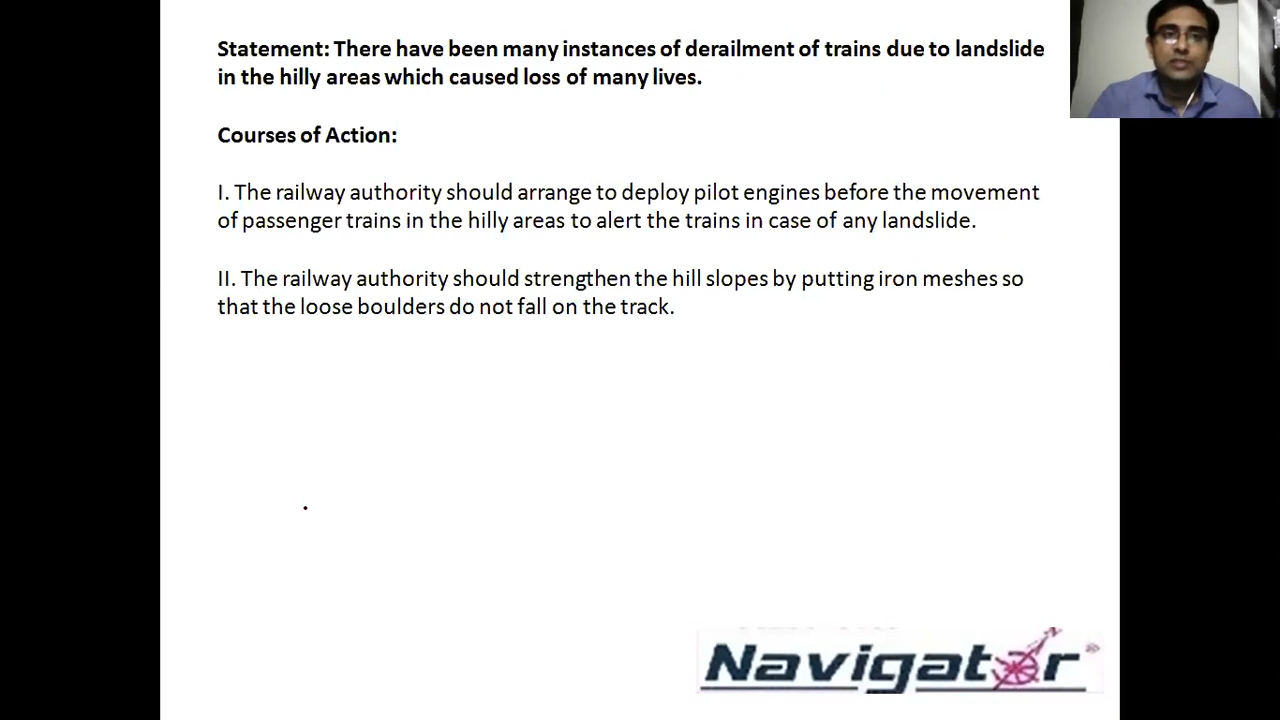 Statement: There have been many instances of derailment of trains due to landslide
in the hilly areas which caused loss of many lives.
Courses of Action:
I. The railway authority should arrange to deploy pilot engines before the movement
of passenger trains in the hilly areas to alert the trains in case of any landslide.
II. The railway authority should strengthen the hill slopes by putting iron meshes so
that the loose boulders do not fall on the track.
Navigator